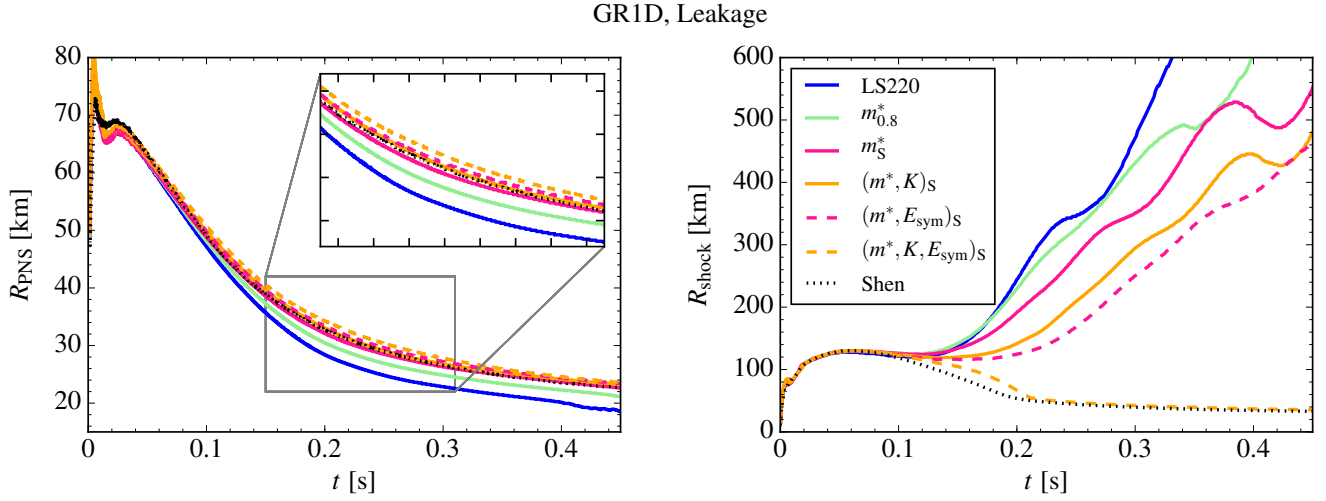 GR1D, Leakage
80
70
60
50
40
30
20
0
0.1
0.2
0.3
0.4
R_PNS [km]
t [s]
600
500
400
300
200
100
0
0
0.1
0.2
0.3
0.4
R_shock [km]
t [s]
LS220
m*_0.8
m*_S
(m*, K)_S
(m*, E_sym)_S
(m*, K, E_sym)_S
Shen